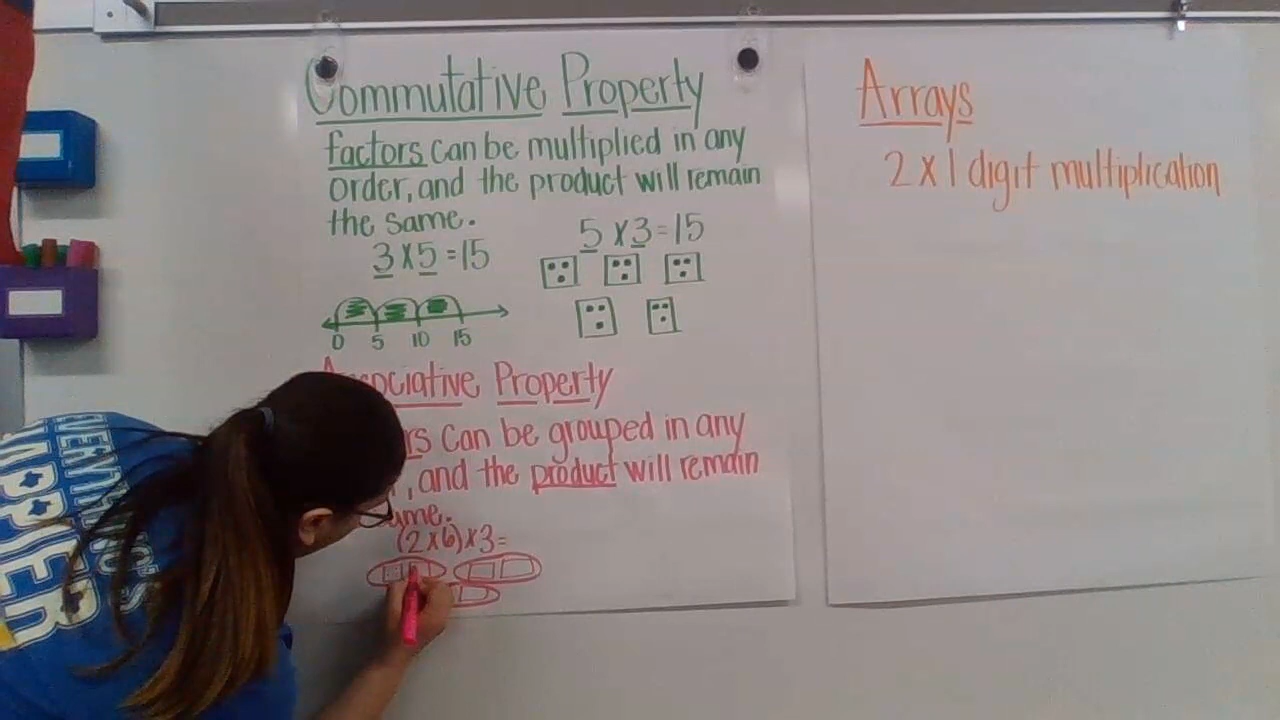 Commutative Property
factors can be multiplied in any
order, and the product will remain
the same.
3 x 5 = 15
5 x 3 = 15
0 5 10 15
Associative Property
can be grouped in any
, and the product will remain
(2 x 6) x 3 =
Arrays
2 x 1 digit multiplication